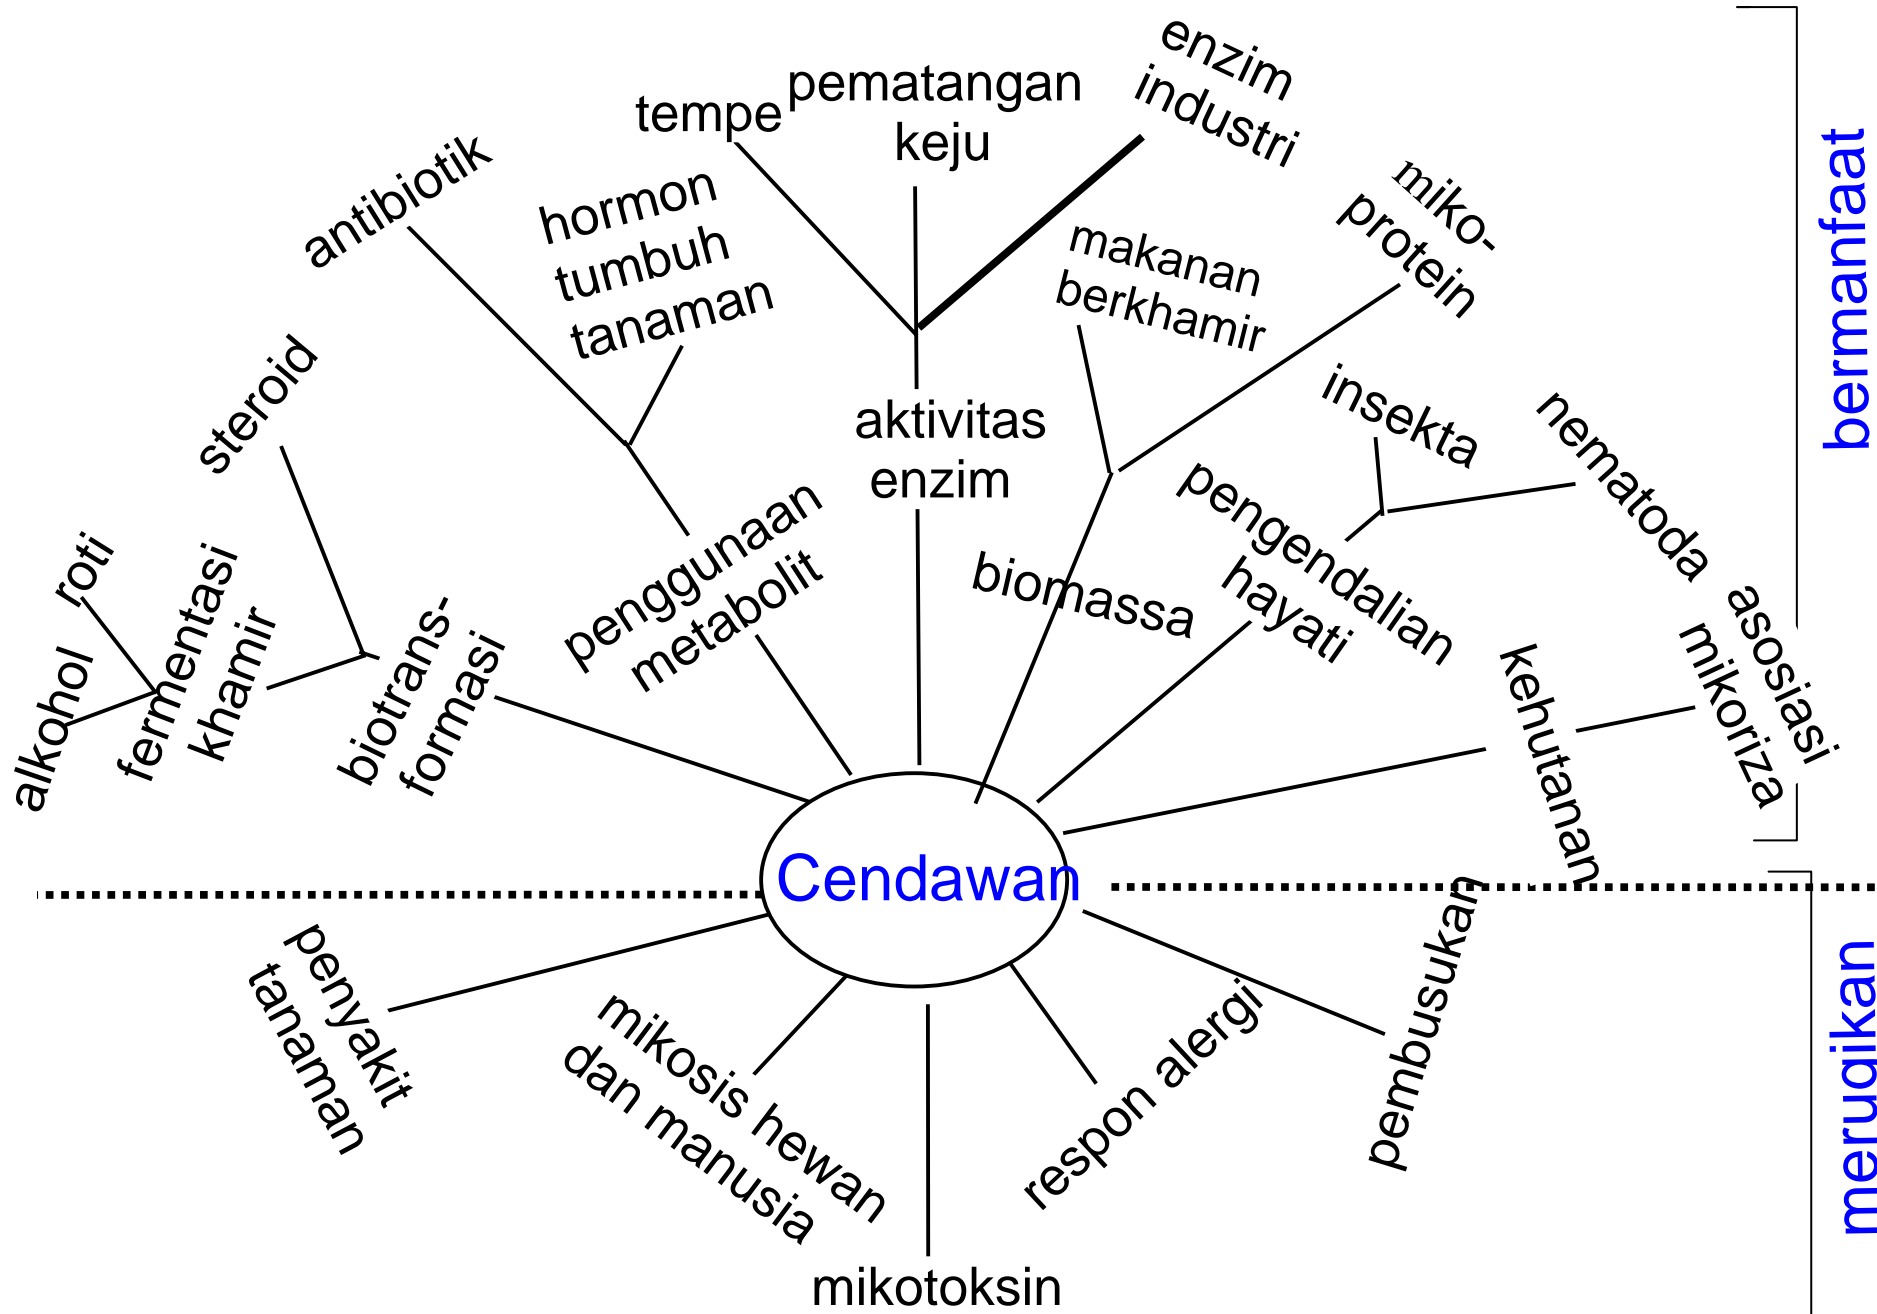 enzim
industri
pematangan
keju
tempe
antibiotik
hormon
tumbuh
tanaman
miko-
protein
makanan
berkhamir
bermanfaat
steroid
aktivitas
enzim
insekta
nematoda
roti
alkohol
fermentasi
khamir
biotrans-
formasi
penggunaan
metabolit
biomassa
pengendalian
hayati
kehutanan
asosiasi
mikoriza
Cendawan
penyakit
tanaman
mikosis hewan
dan manusia
mikotoksin
respon alergi
pembusukan
merugikan